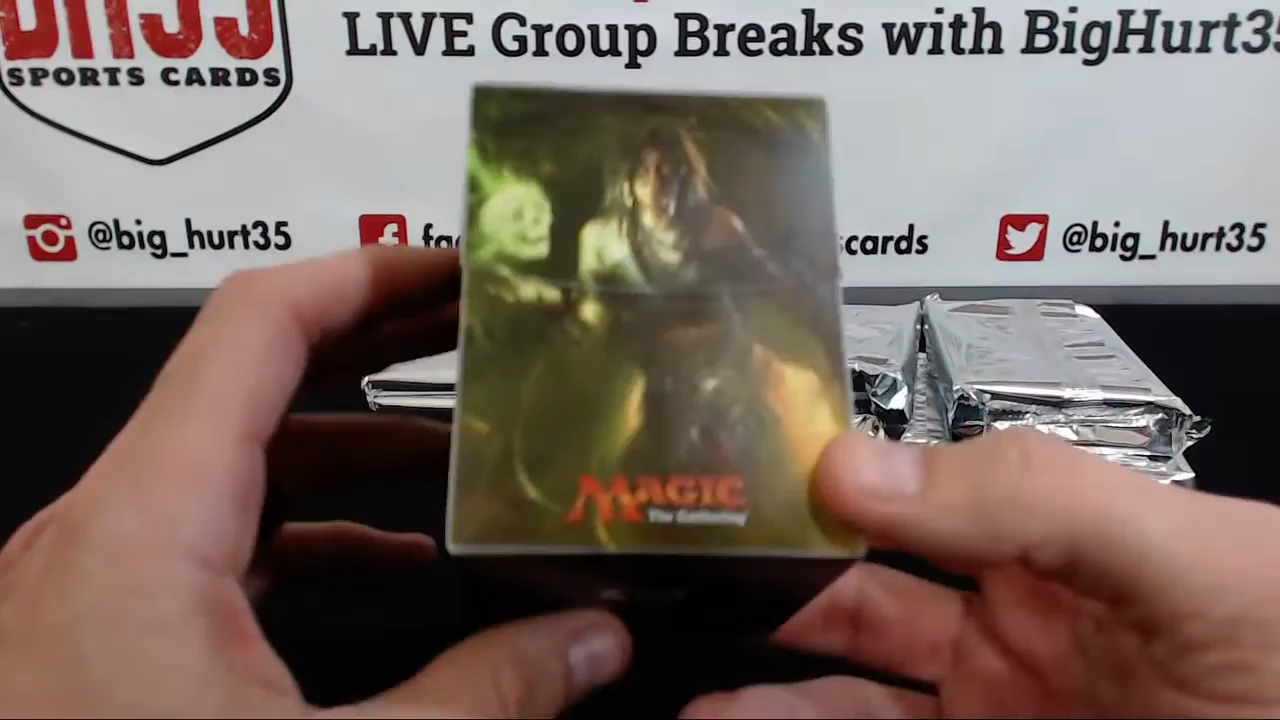 SPORTS CARDS
LIVE Group Breaks with BigHurt35
@big_hurt35
cards
@big_hurt35
MAGIC
The Gathering